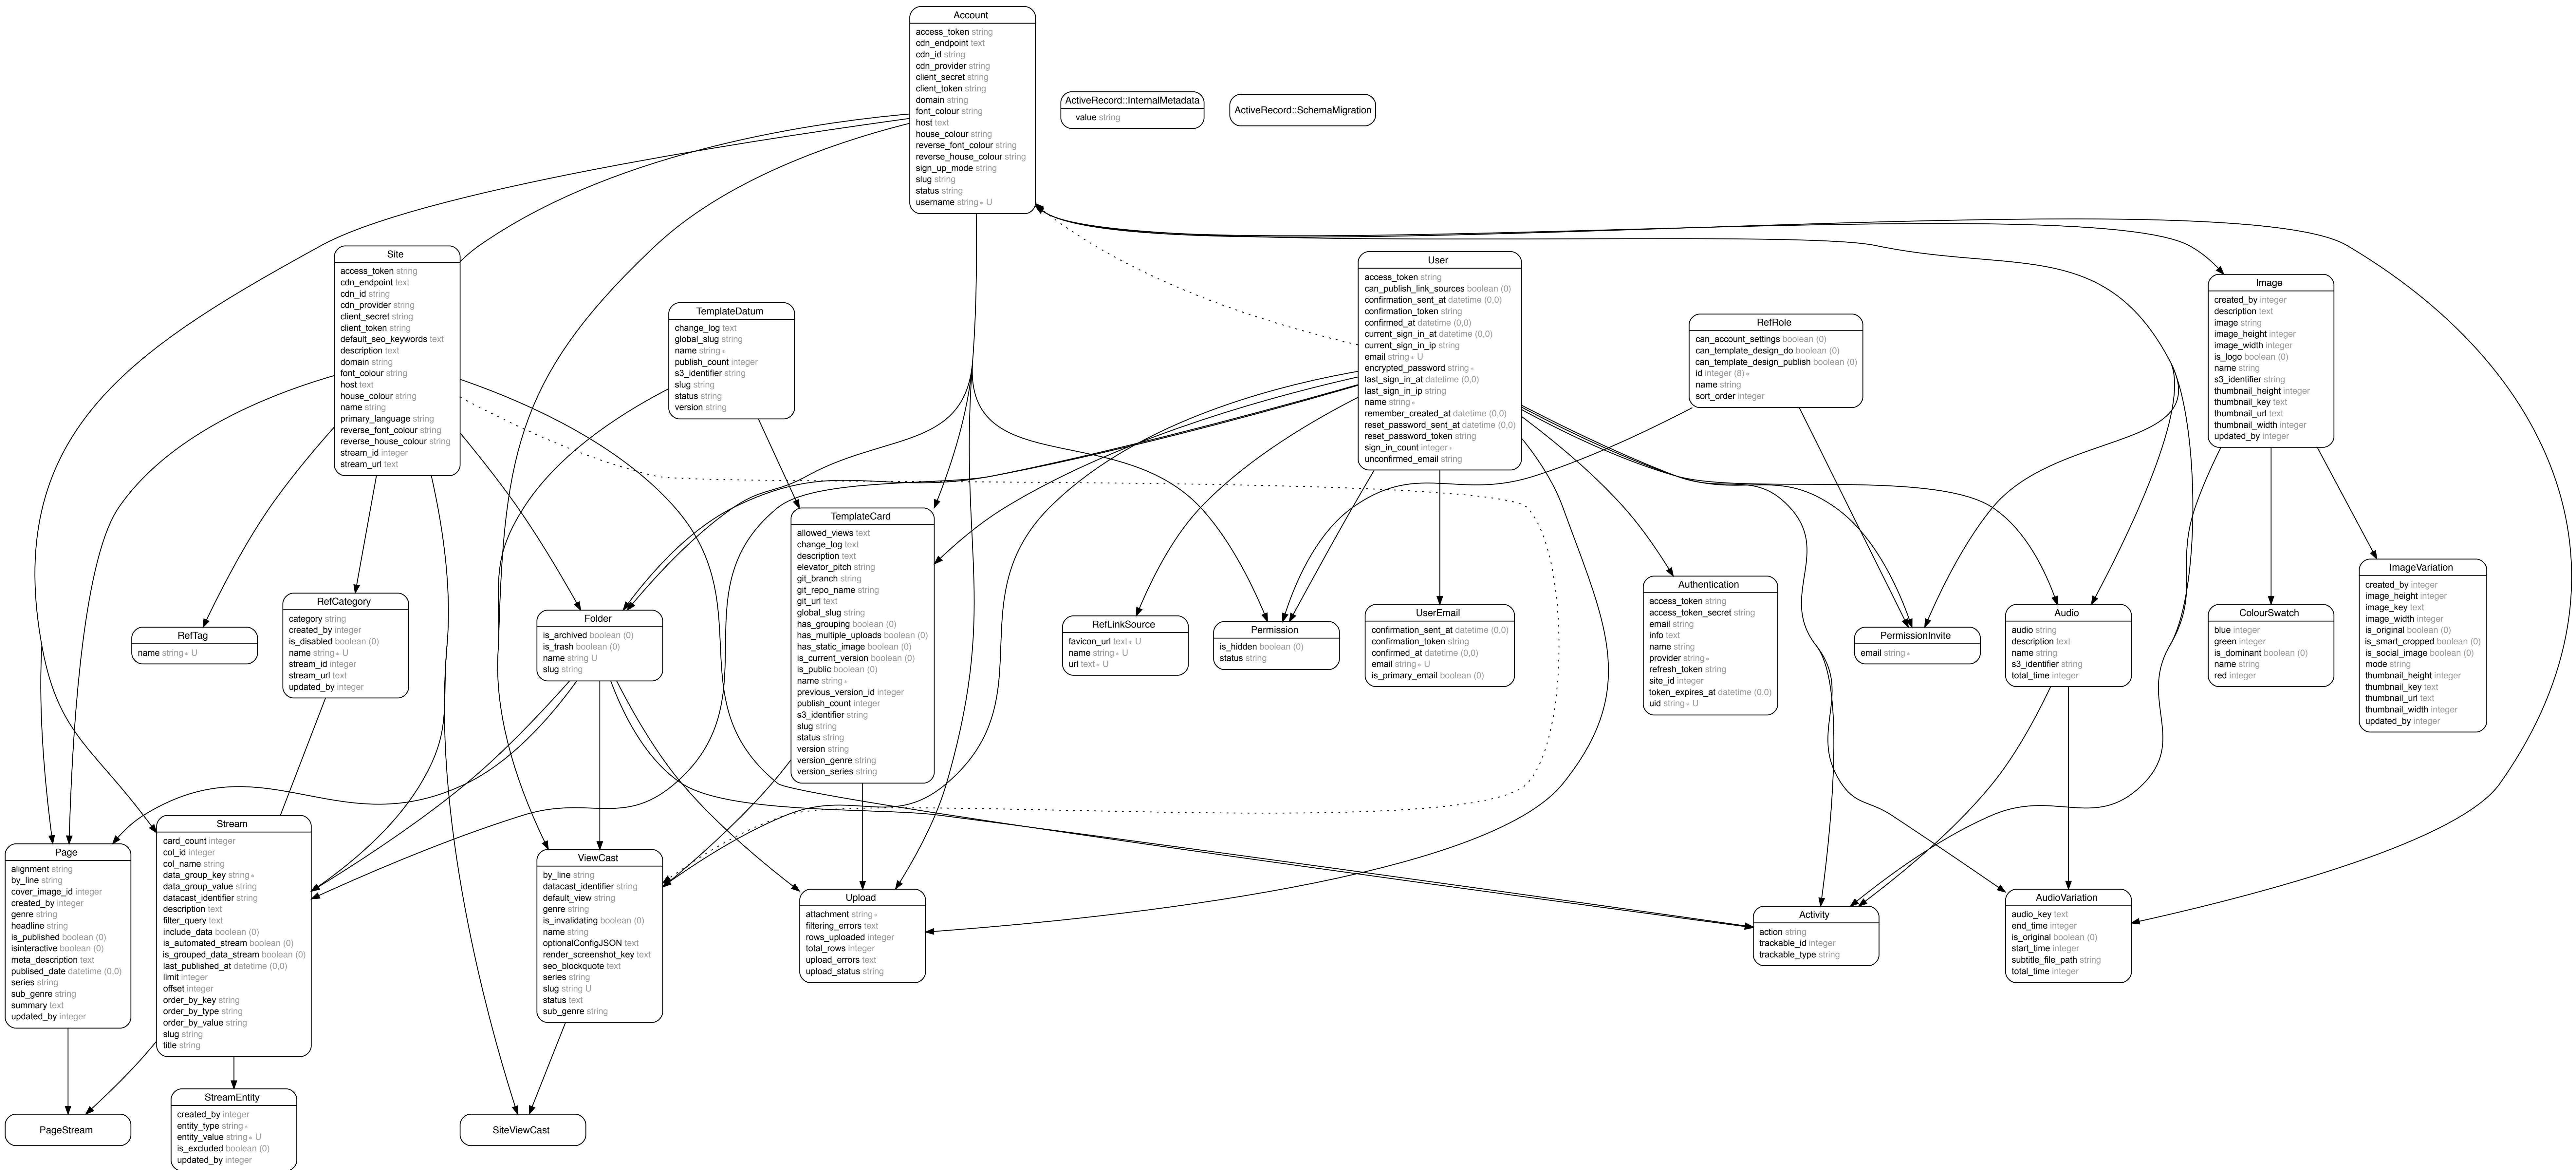 Account
access_token string
cdn_endpoint text
cdn_id string
cdn_provider string
client_secret string
client_token string
domain string
font_colour string
host text
house_colour string
reverse_font_colour string
reverse_house_colour string
sign_up_mode string
slug string
status string
username string∗ U
ActiveRecord::InternalMetadata
value string
ActiveRecord::SchemaMigration
Site
access_token string
cdn_endpoint text
cdn_id string
cdn_provider string
client_secret string
client_token string
default_seo_keywords text
description text
domain string
font_colour string
host text
house_colour string
name string
primary_language string
reverse_font_colour string
reverse_house_colour string
stream_id integer
stream_url text
TemplateDatum
change_log text
global_slug string
name string∗
publish_count integer
s3_identifier string
slug string
status string
version string
User
access_token string
can_publish_link_sources boolean (0)
confirmation_sent_at datetime (0,0)
confirmation_token string
confirmed_at datetime (0,0)
current_sign_in_at datetime (0,0)
current_sign_in_ip string
email string∗ U
encrypted_password string∗
last_sign_in_at datetime (0,0)
last_sign_in_ip string
name string∗
remember_created_at datetime (0,0)
reset_password_sent_at datetime (0,0)
reset_password_token string
sign_in_count integer∗
unconfirmed_email string
RefRole
can_account_settings boolean (0)
can_template_design_do boolean (0)
can_template_design_publish boolean (0)
id integer (8)∗
name string
sort_order integer
Image
created_by integer
description text
image string
image_height integer
image_width integer
is_logo boolean (0)
name string
s3_identifier string
thumbnail_height integer
thumbnail_key text
thumbnail_url text
thumbnail_width integer
updated_by integer
RefTag
name string∗ U
RefCategory
category string
created_by integer
is_disabled boolean (0)
name string∗ U
stream_id integer
stream_url text
updated_by integer
Folder
is_archived boolean (0)
is_trash boolean (0)
name string U
slug string
TemplateCard
allowed_views text
change_log text
description text
elevator_pitch string
git_branch string
git_repo_name string
git_url text
global_slug string
has_grouping boolean (0)
has_multiple_uploads boolean (0)
has_static_image boolean (0)
is_current_version boolean (0)
is_public boolean (0)
name string∗
previous_version_id integer
publish_count integer
s3_identifier string
slug string
status string
version string
version_genre string
version_series string
RefLinkSource
favicon_url text∗ U
name string∗ U
url text∗ U
Permission
is_hidden boolean (0)
status string
UserEmail
confirmation_sent_at datetime (0,0)
confirmation_token string
confirmed_at datetime (0,0)
email string∗ U
is_primary_email boolean (0)
Authentication
access_token string
access_token_secret string
email string
info text
name string
provider string∗
refresh_token string
site_id integer
token_expires_at datetime (0,0)
uid string∗ U
PermissionInvite
email string∗
Audio
audio string
description text
name string
s3_identifier string
total_time integer
ColourSwatch
blue integer
green integer
is_dominant boolean (0)
name string
red integer
ImageVariation
created_by integer
image_height integer
image_key text
image_width integer
is_original boolean (0)
is_smart_cropped boolean (0)
is_social_image boolean (0)
mode string
thumbnail_height integer
thumbnail_key text
thumbnail_url text
thumbnail_width integer
updated_by integer
Page
alignment string
by_line string
cover_image_id integer
created_by integer
genre string
headline string
is_published boolean (0)
isinteractive boolean (0)
meta_description text
publised_date datetime (0,0)
series string
sub_genre string
summary text
updated_by integer
Stream
card_count integer
col_id integer
col_name string
data_group_key string∗
data_group_value string
datacast_identifier string
description text
filter_query text
include_data boolean (0)
is_automated_stream boolean (0)
is_grouped_data_stream boolean (0)
last_published_at datetime (0,0)
limit integer
offset integer
order_by_key string
order_by_type string
order_by_value string
slug string
title string
ViewCast
by_line string
datacast_identifier string
default_view string
genre string
is_invalidating boolean (0)
name string
optionalConfigJSON text
render_screenshot_key text
seo_blockquote text
series string
slug string U
status text
sub_genre string
Upload
attachment string∗
filtering_errors text
rows_uploaded integer
total_rows integer
upload_errors text
upload_status string
Activity
action string
trackable_id integer
trackable_type string
AudioVariation
audio_key text
end_time integer
is_original boolean (0)
start_time integer
subtitle_file_path string
total_time integer
PageStream
StreamEntity
created_by integer
entity_type string∗
entity_value string∗ U
is_excluded boolean (0)
updated_by integer
SiteViewCast